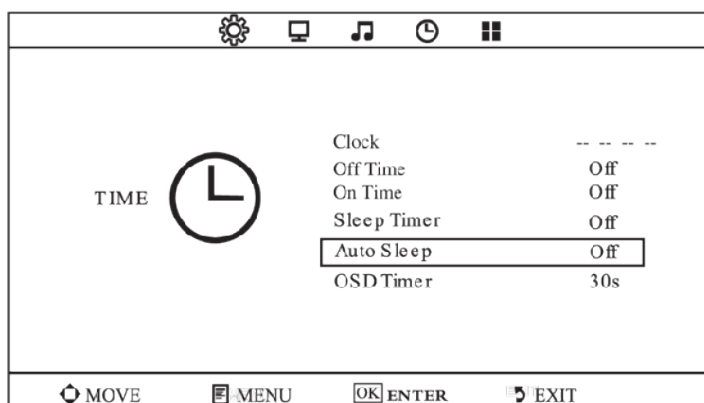 Clock -- -- -- --
Off Time Off
TIME On Time Off
Sleep Timer Off
Auto Sleep Off
OSD Timer 30s
MOVE MENU OK ENTER EXIT